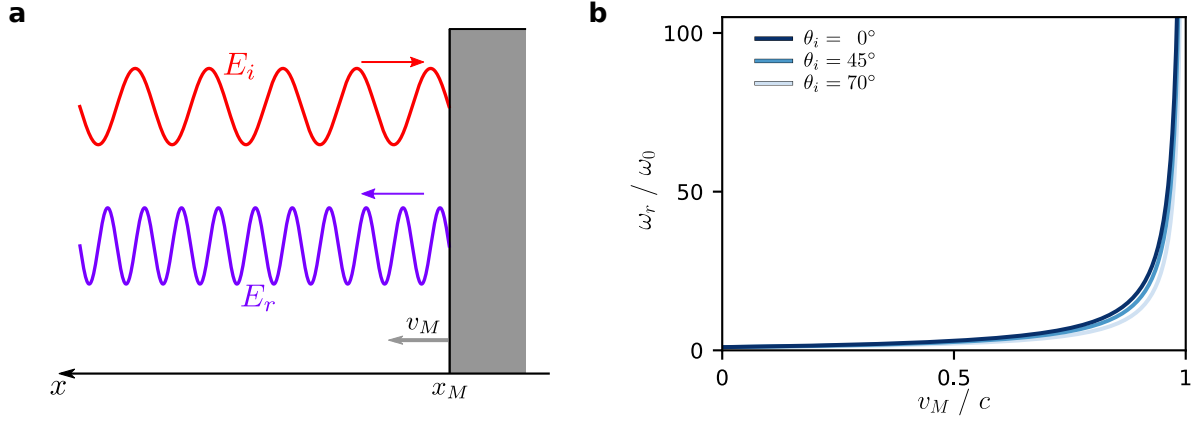 a
E_i
E_r
v_M
x
x_M
b
θ_i = 0°
θ_i = 45°
θ_i = 70°
100
50
0
ω_r / ω_0
0
0.5
1
v_M / c